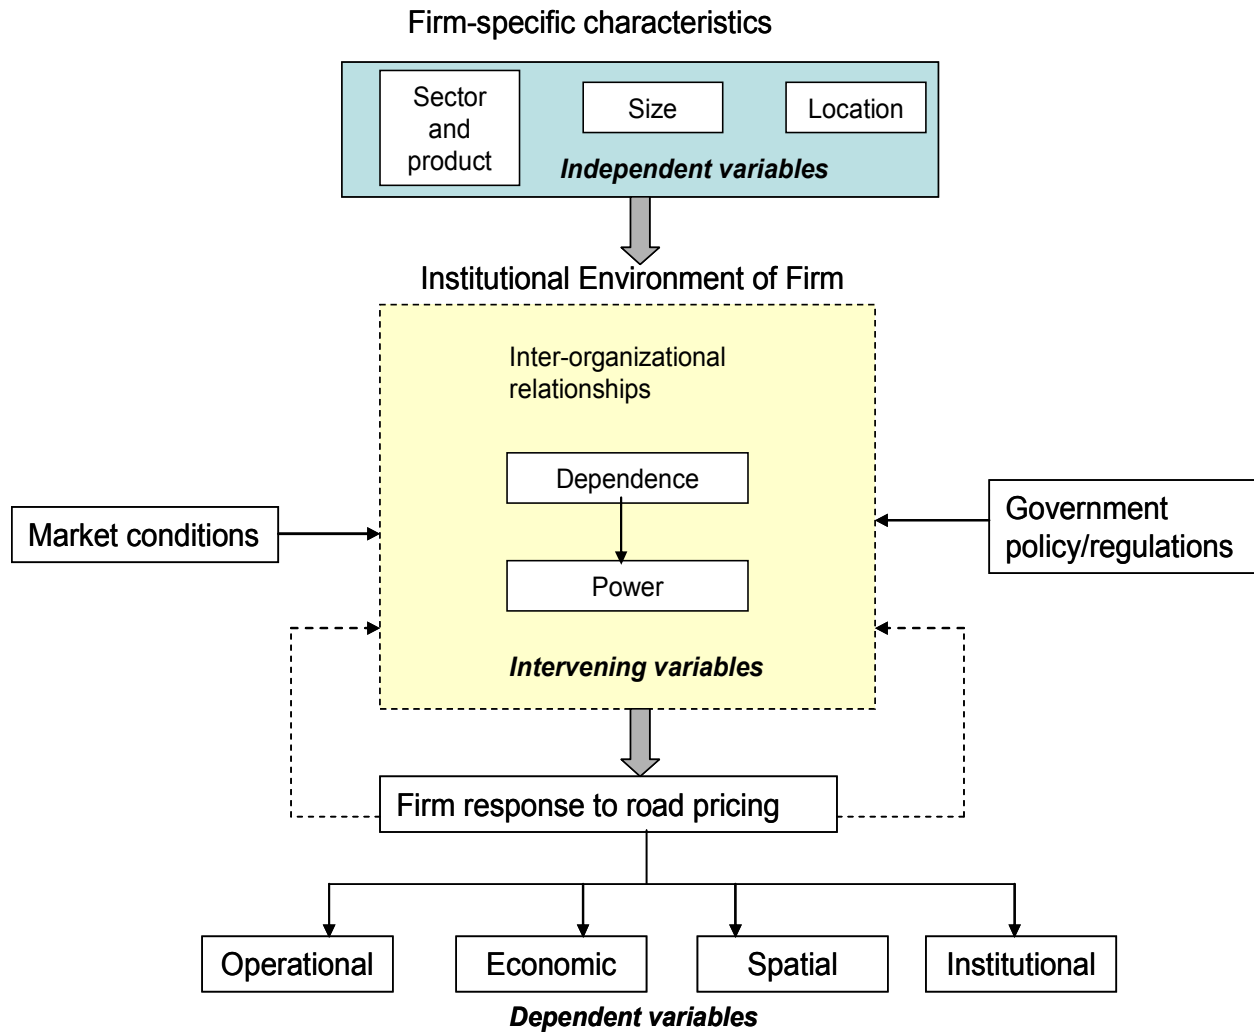 Firm-specific characteristics
Sector
and
product
Size
Location
Independent variables
Institutional Environment of Firm
Inter-organizational
relationships
Dependence
Market conditions
Government
policy/regulations
Power
Intervening variables
Firm response to road pricing
Operational
Economic
Spatial
Institutional
Dependent variables